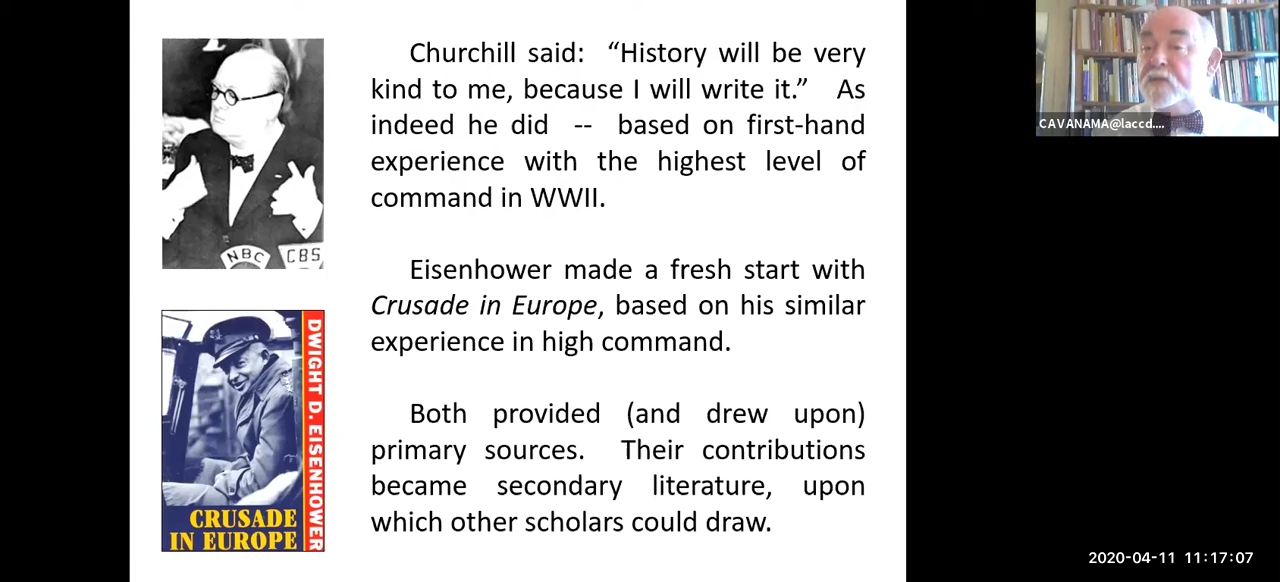 Churchill said: “History will be very
kind to me, because I will write it.” As
indeed he did -- based on first-hand
experience with the highest level of
command in WWII.
Eisenhower made a fresh start with
Crusade in Europe, based on his similar
experience in high command.
Both provided (and drew upon)
primary sources. Their contributions
became secondary literature, upon
which other scholars could draw.
NBC
CBS
DWIGHT D. EISENHOWER
CRUSADE
IN EUROPE
CAVANAMA@laccd....
2020-04-11 11:17:07